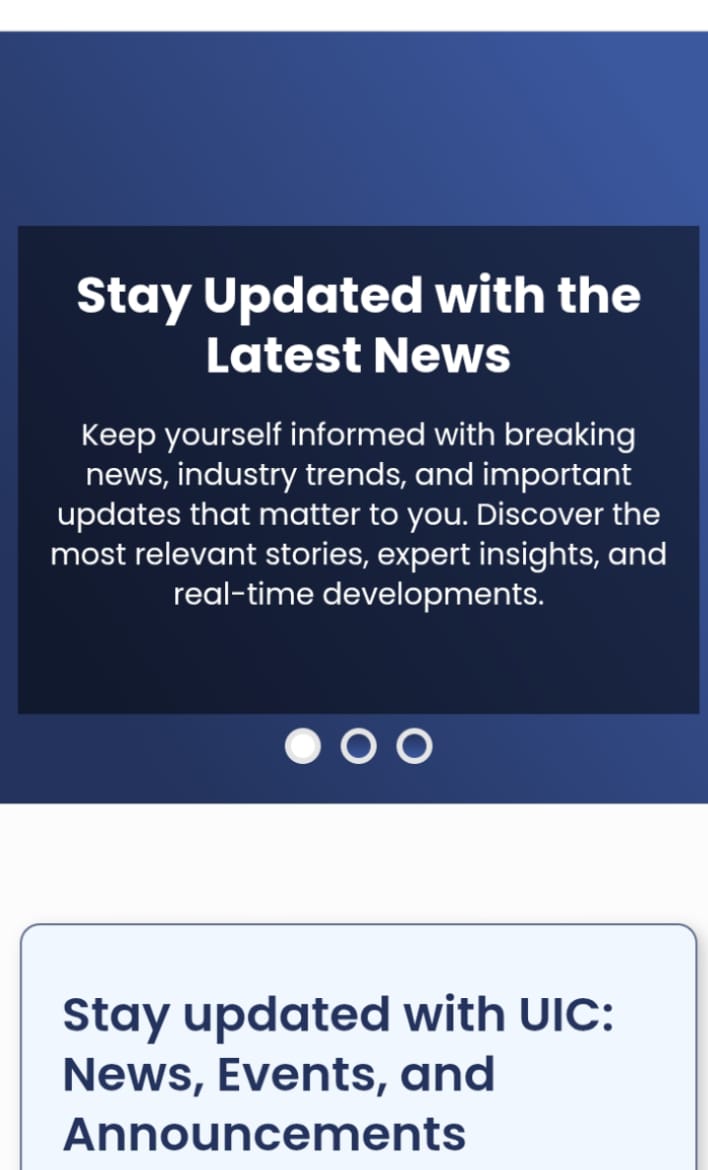 Stay Updated with the
Latest News
Keep yourself informed with breaking
news, industry trends, and important
updates that matter to you. Discover the
most relevant stories, expert insights, and
real-time developments.
Stay updated with UIC:
News, Events, and
Announcements